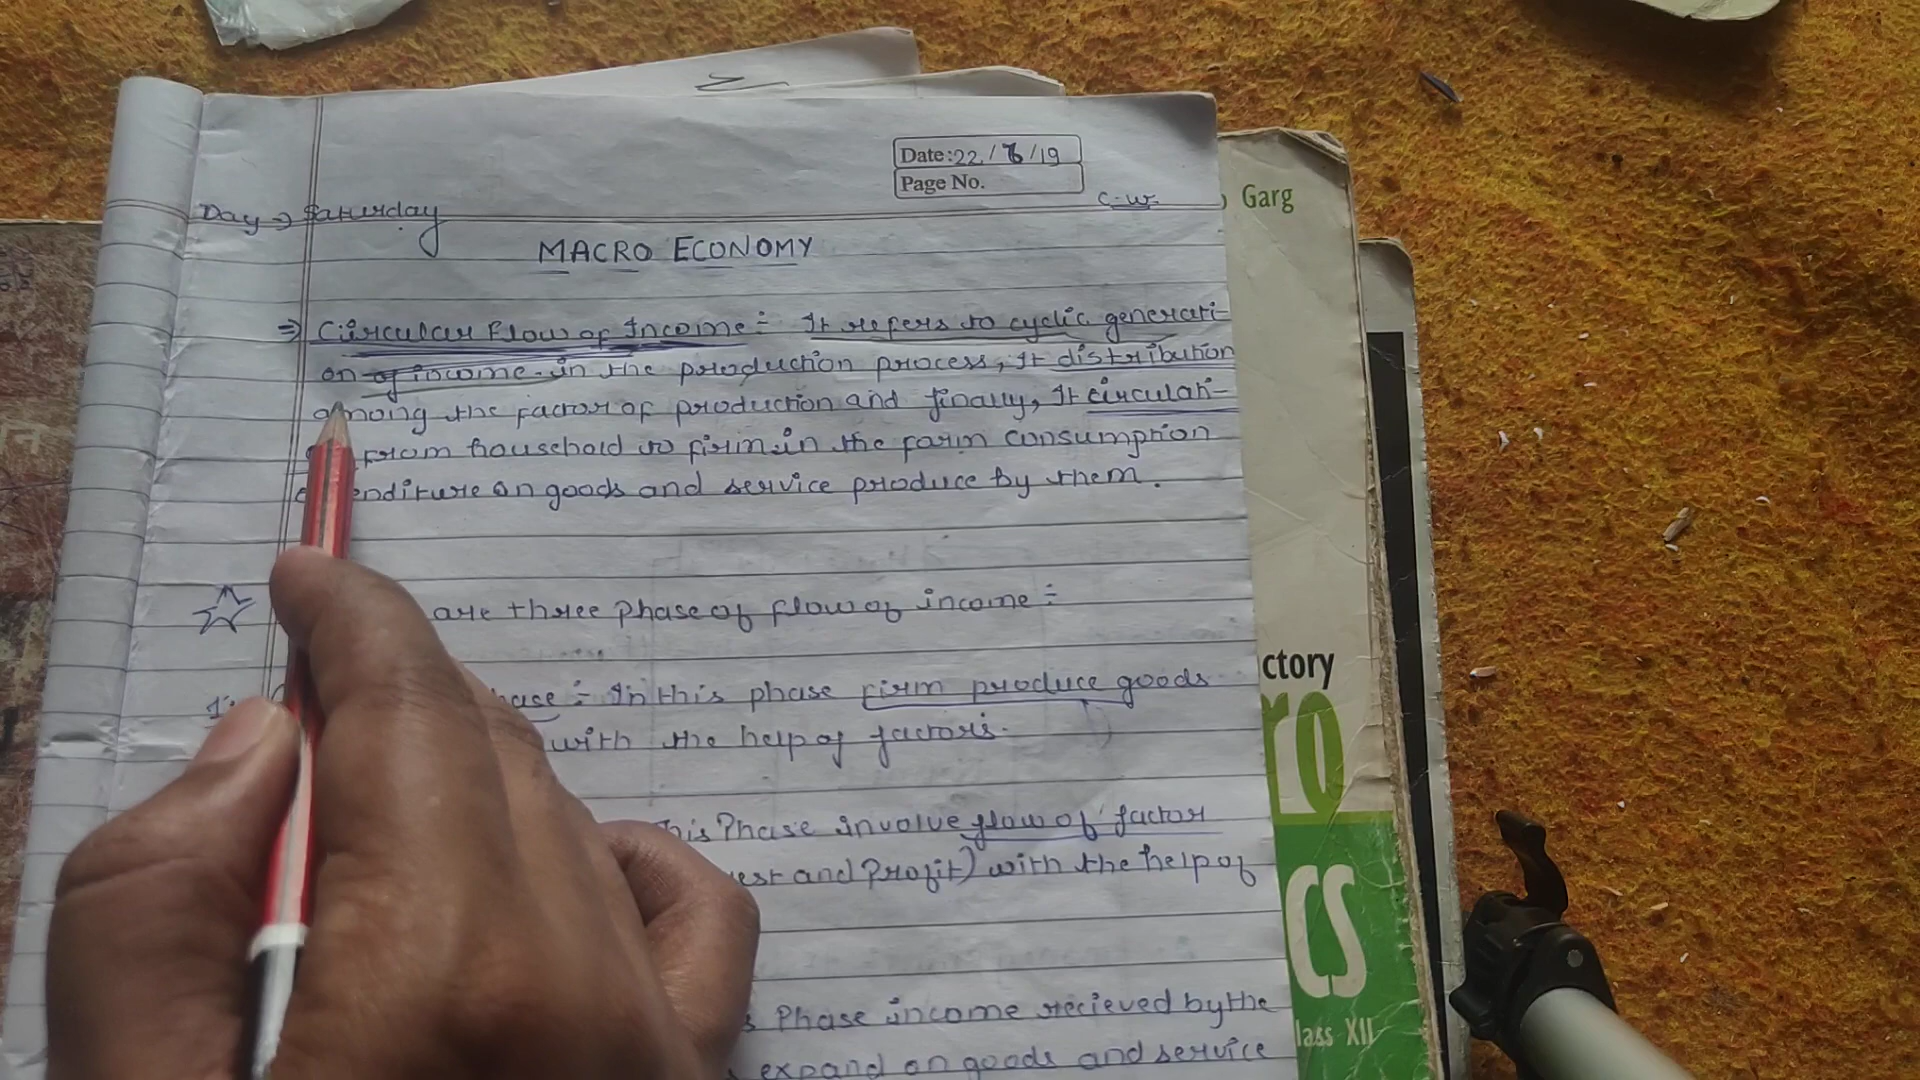 Date: 22/6/19
Page No.
C.W.
Day → Saturday
MACRO ECONOMY
⇒ Circular Flow of Income:- It refers to cyclic generati-
on of income in the production process, It distribution
among the factor of production and finally, It circulati-
from household to firm in the form consumption
enditure on goods and service produce by them.
☆ are three phase of flow of income:-
1. hase:- In this phase firm produce goods
with the help of factors.
This Phase involve flow of factor
rest and Profit) with the help of
Phase income recieved by the
expand on goods and service
Garg
ctory
ro
CS
lass XII